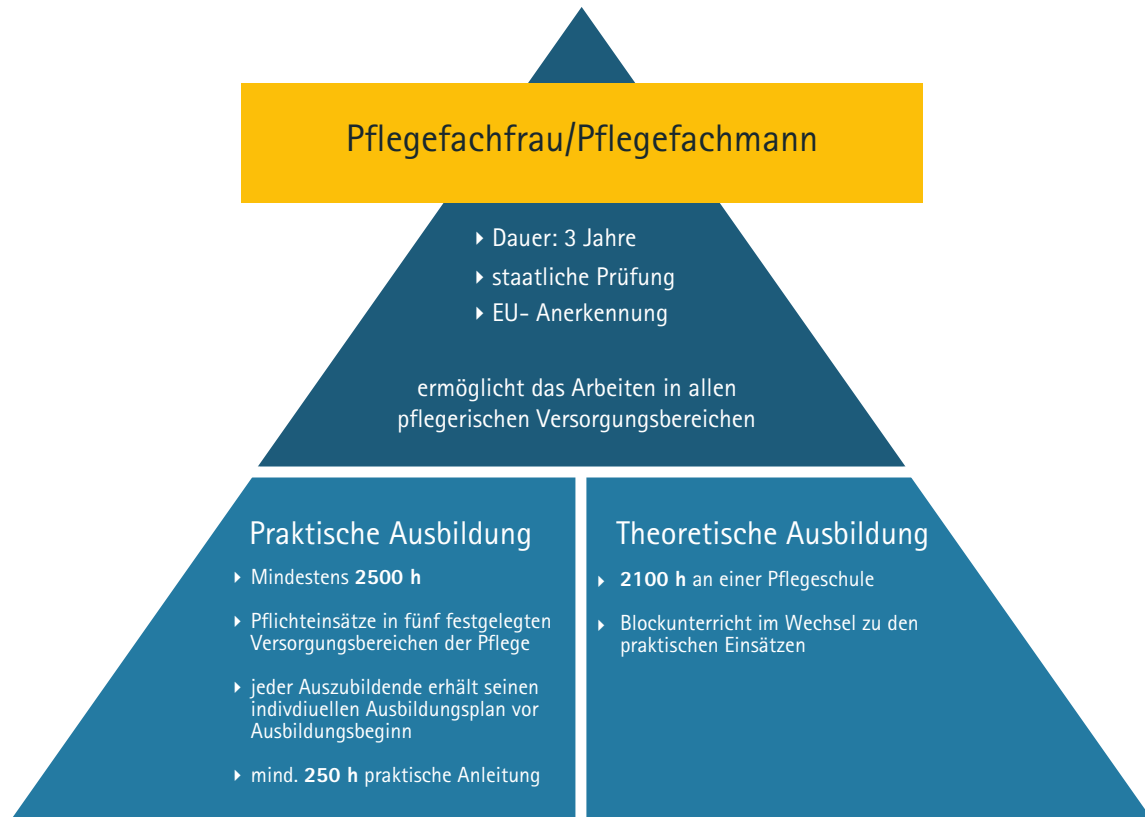 Pflegefachfrau/Pflegefachmann
‣ Dauer: 3 Jahre
‣ staatliche Prüfung
‣ EU- Anerkennung
ermöglicht das Arbeiten in allen
pflegerischen Versorgungsbereichen
Praktische Ausbildung
‣ Mindestens 2500 h
‣ Pflichteinsätze in fünf festgelegten
Versorgungsbereichen der Pflege
‣ jeder Auszubildende erhält seinen
indivdiuellen Ausbildungsplan vor
Ausbildungsbeginn
‣ mind. 250 h praktische Anleitung
Theoretische Ausbildung
‣ 2100 h an einer Pflegeschule
‣ Blockunterricht im Wechsel zu den
praktischen Einsätzen